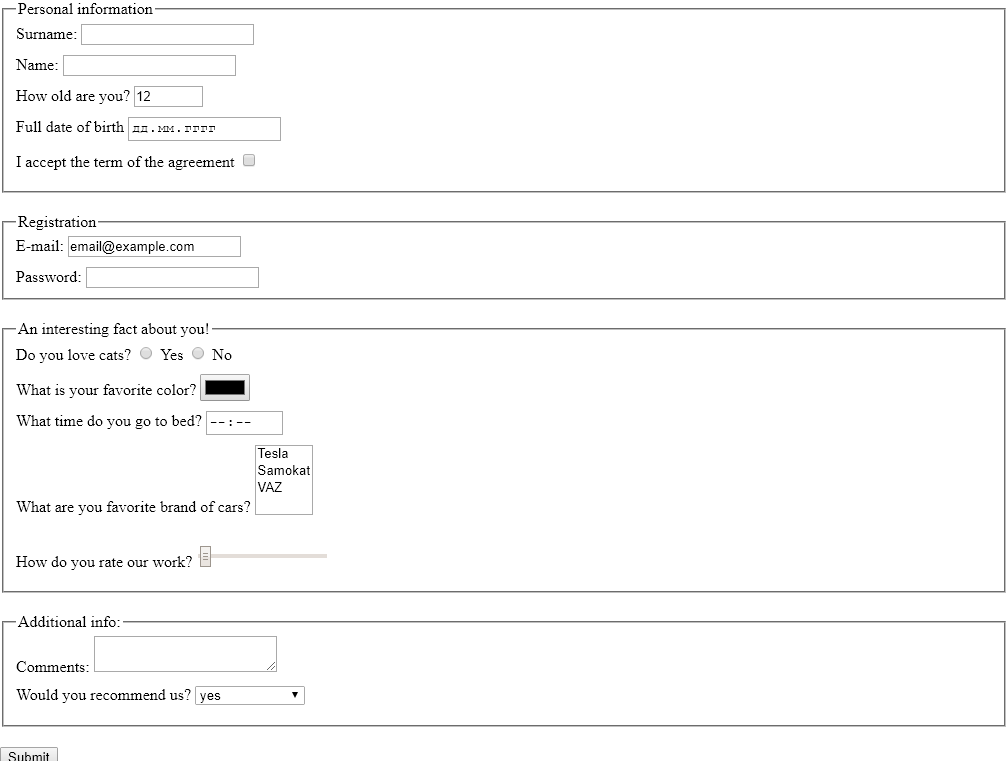 Personal information
Surname:
Name:
How old are you? 12
Full date of birth дд.мм.гггг
I accept the term of the agreement
Registration
E-mail: email@example.com
Password:
An interesting fact about you!
Do you love cats? Yes No
What is your favorite color?
What time do you go to bed? --:--
Tesla
Samokat
VAZ
What are you favorite brand of cars?
How do you rate our work?
Additional info:
Comments:
Would you recommend us? yes
Submit